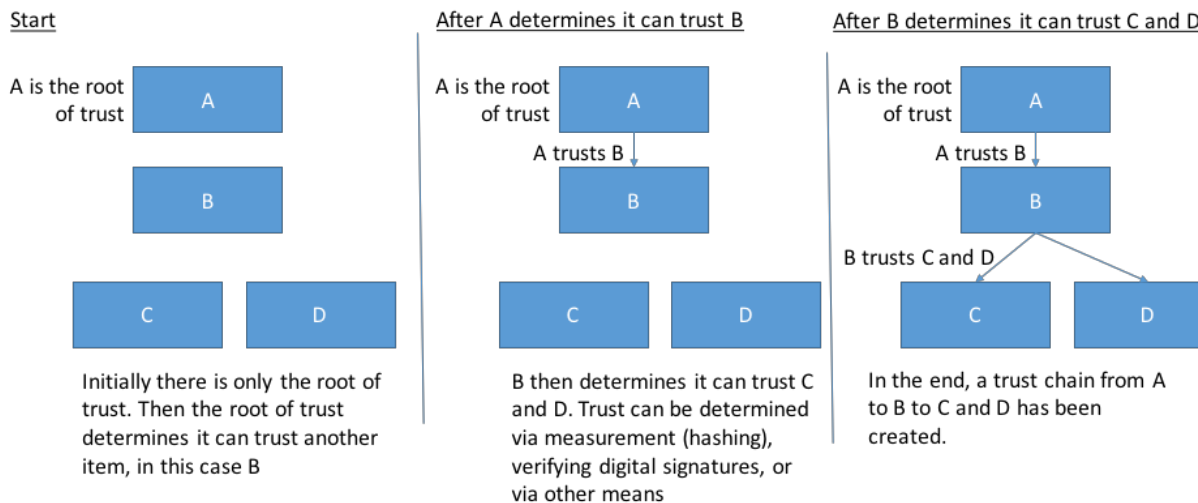 Start
A is the root
of trust
A
B
C
D
Initially there is only the root of
trust. Then the root of trust
determines it can trust another
item, in this case B
After A determines it can trust B
A is the root
of trust
A
A trusts B
B
C
D
B then determines it can trust C
and D. Trust can be determined
via measurement (hashing),
verifying digital signatures, or
via other means
After B determines it can trust C and D
A is the root
of trust
A
A trusts B
B
B trusts C and D
C
D
In the end, a trust chain from A
to B to C and D has been
created.